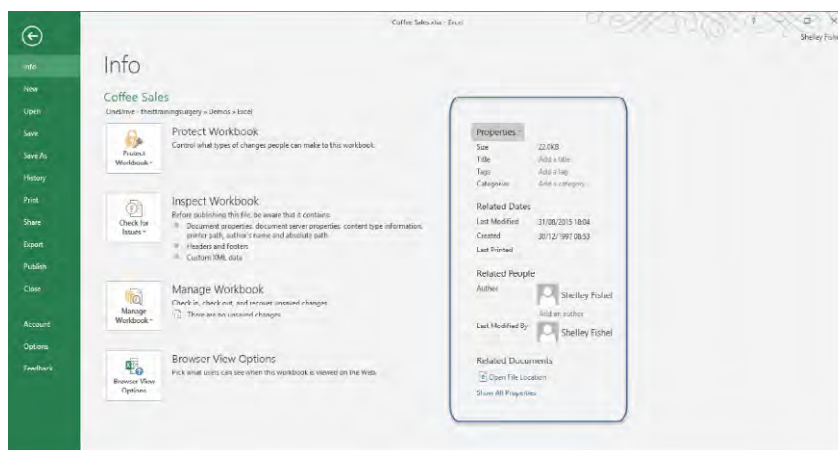 Coffee Sales.xlsx - Excel
?
Shelley Fishel
Info
New
Open
Save
Save As
History
Print
Share
Export
Publish
Close
Account
Options
Feedback
Info
Coffee Sales
OneDrive - thetrainingsurgery » Demos » Excel
Protect Workbook
Protect Workbook
Control what types of changes people can make to this workbook.
Check for Issues
Inspect Workbook
Before publishing this file, be aware that it contains:
Document properties, document server properties, content type information, printer path, author's name and absolute path
Headers and footers
Custom XML data
Manage Workbook
Manage Workbook
Check in, check out, and recover unsaved changes.
There are no unsaved changes.
Browser View Options
Browser View Options
Pick what users can see when this workbook is viewed on the Web.
Properties
Size 22.0KB
Title Add a title
Tags Add a tag
Categories Add a category
Related Dates
Last Modified 31/08/2015 18:04
Created 30/12/1997 08:53
Last Printed
Related People
Author Shelley Fishel
Add an author
Last Modified By Shelley Fishel
Related Documents
Open File Location
Show All Properties